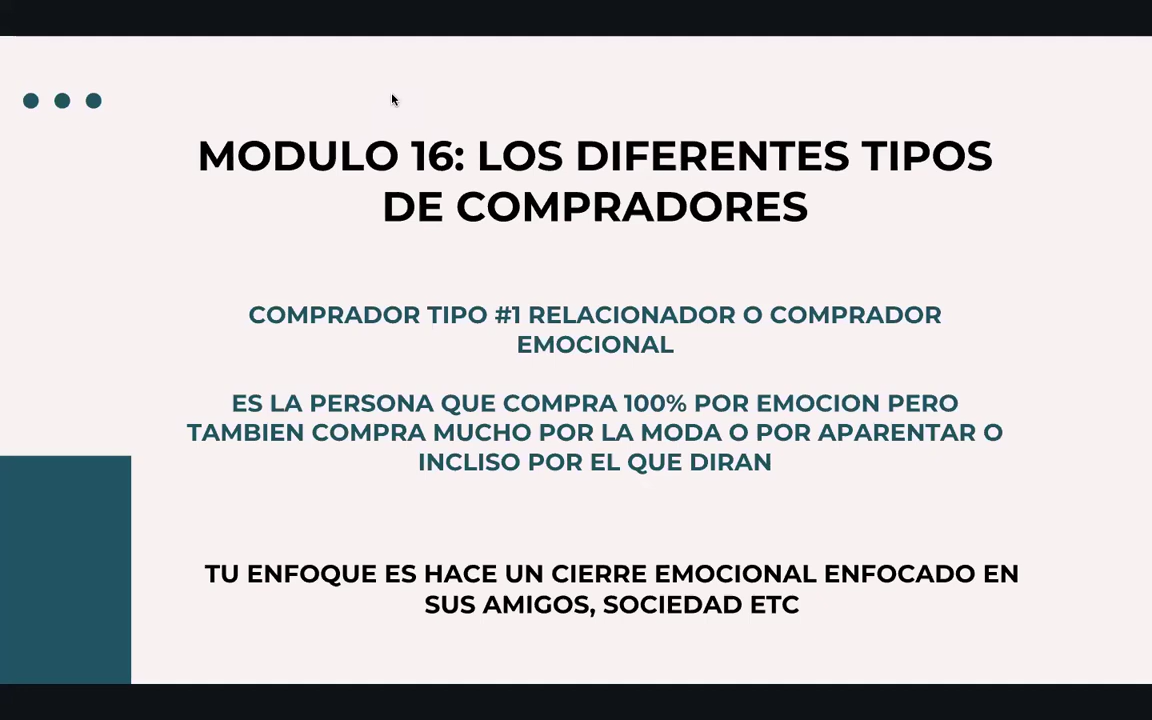 MODULO 16: LOS DIFERENTES TIPOS
DE COMPRADORES
COMPRADOR TIPO #1 RELACIONADOR O COMPRADOR
EMOCIONAL
ES LA PERSONA QUE COMPRA 100% POR EMOCION PERO
TAMBIEN COMPRA MUCHO POR LA MODA O POR APARENTAR O
INCLISO POR EL QUE DIRAN
TU ENFOQUE ES HACE UN CIERRE EMOCIONAL ENFOCADO EN
SUS AMIGOS, SOCIEDAD ETC